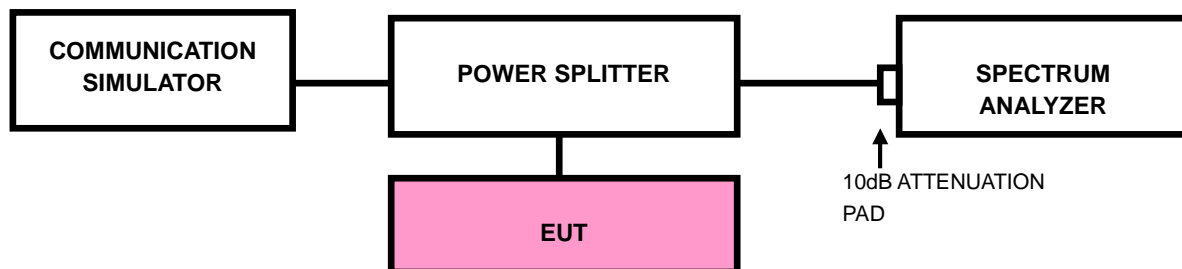 COMMUNICATION
SIMULATOR
POWER SPLITTER
SPECTRUM
ANALYZER
10dB ATTENUATION
PAD
EUT